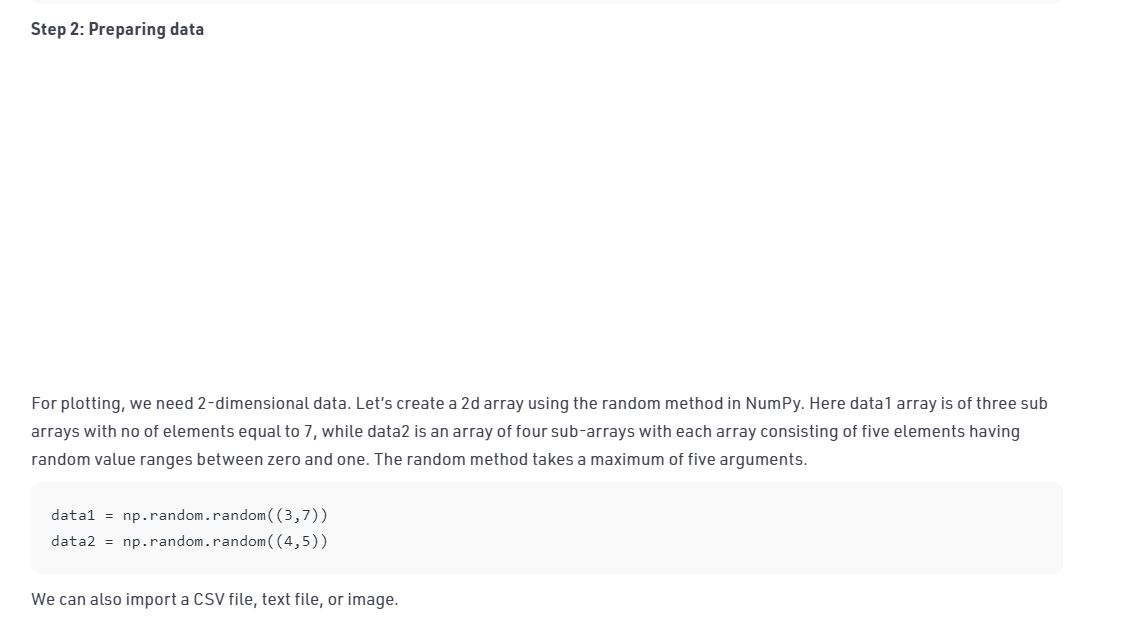 Step 2: Preparing data
For plotting, we need 2-dimensional data. Let's create a 2d array using the random method in NumPy. Here data1 array is of three sub
arrays with no of elements equal to 7, while data2 is an array of four sub-arrays with each array consisting of five elements having
random value ranges between zero and one. The random method takes a maximum of five arguments.
data1 = np.random.random((3,7))
data2 = np.random.random((4,5))
We can also import a CSV file, text file, or image.